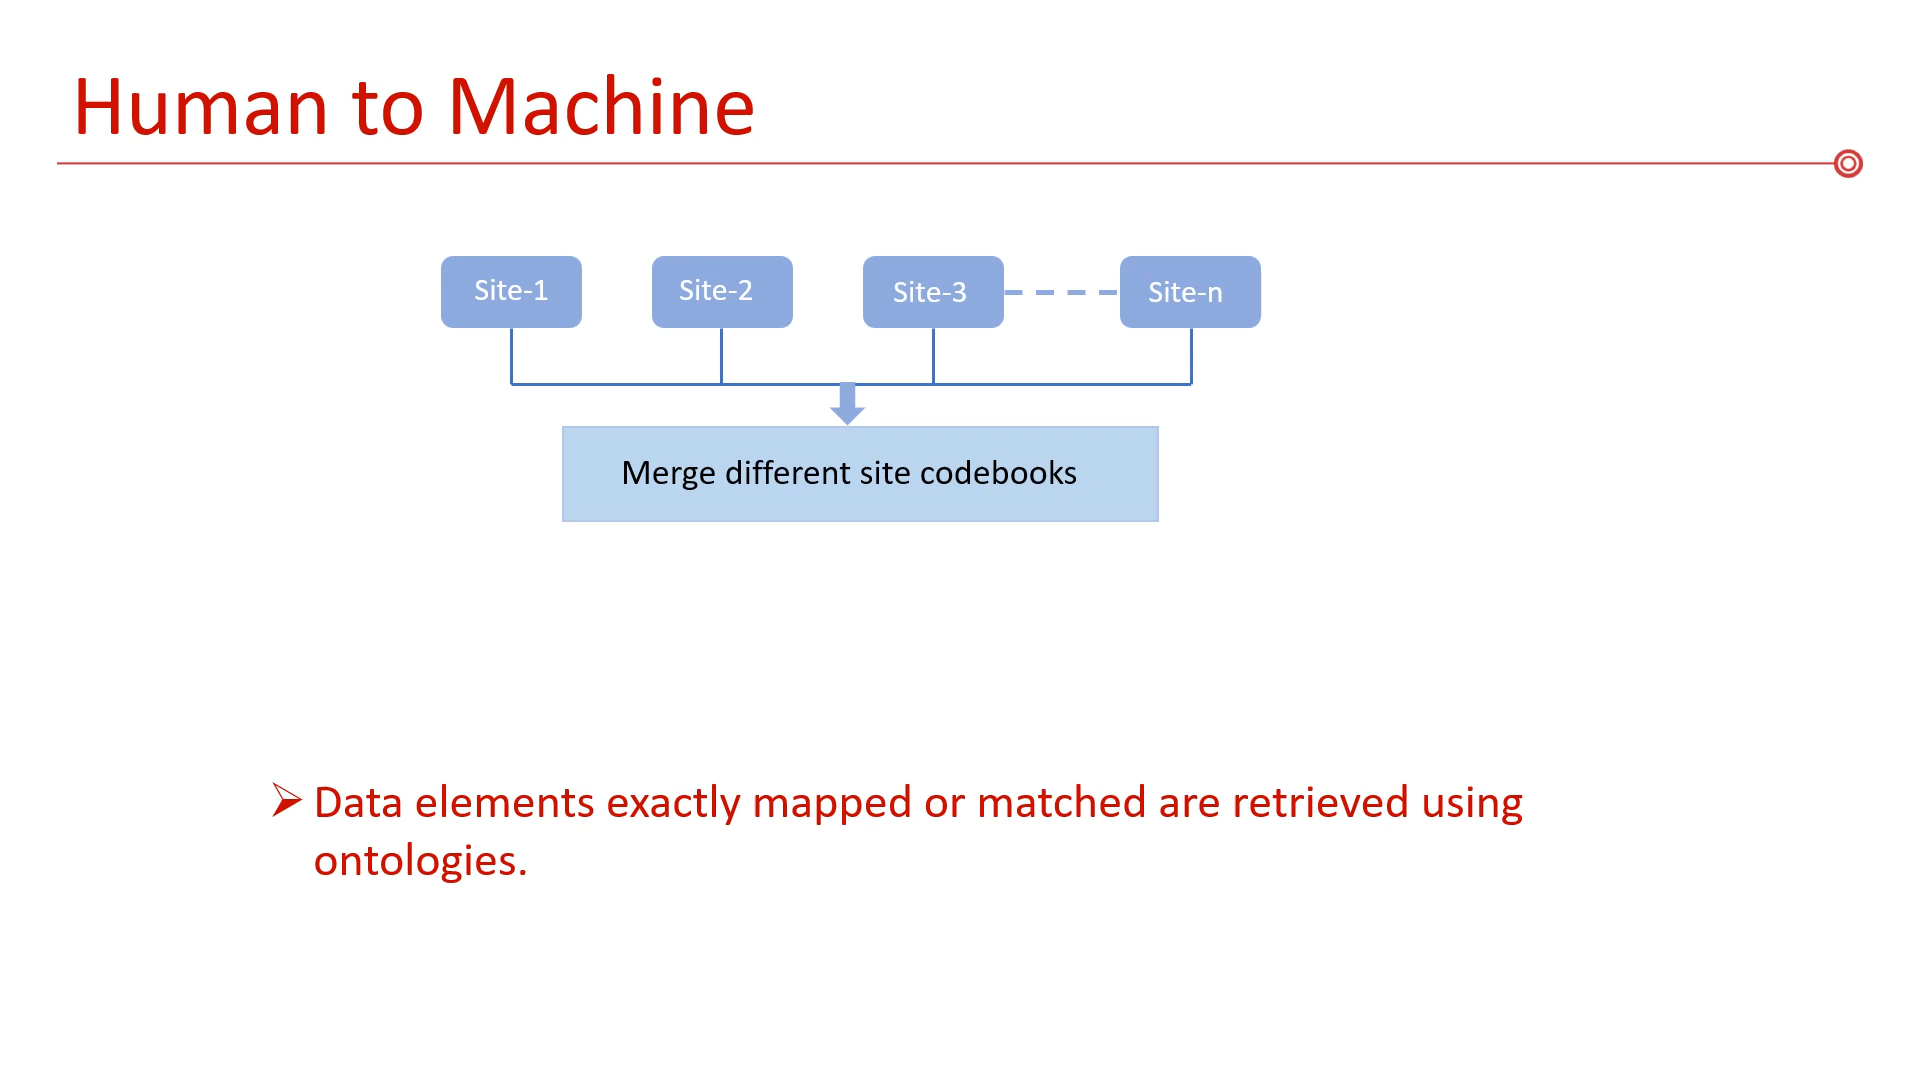 Human to Machine
Site-1 Site-2 Site-3 Site-n
Merge different site codebooks
Data elements exactly mapped or matched are retrieved using
ontologies.